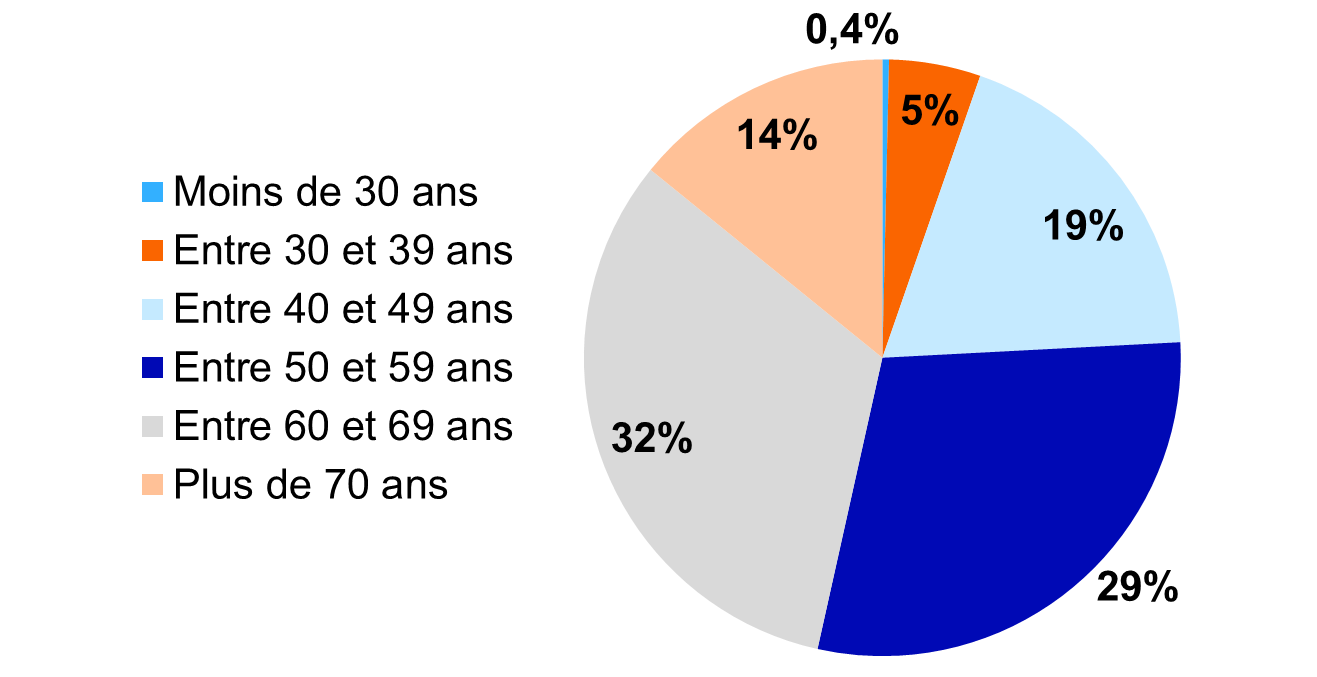 0,4%
5%
14%
Moins de 30 ans
19%
Entre 30 et 39 ans
Entre 40 et 49 ans
Entre 50 et 59 ans
Entre 60 et 69 ans
32%
Plus de 70 ans
29%